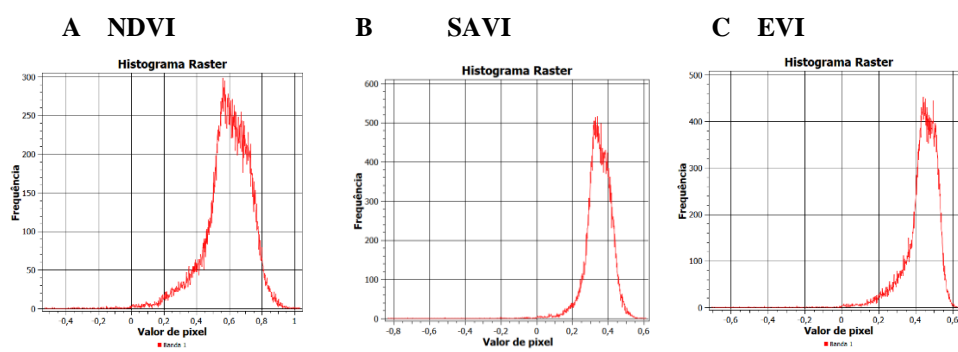 A NDVI
Histograma Raster
Frequência
300
250
200
150
100
50
0
-0,4 -0,2 0 0,2 0,4 0,6 0,8 1
Valor de pixel
Banda 1
B SAVI
Histograma Raster
Frequência
600
500
400
300
200
100
0
-0,8 -0,6 -0,4 -0,2 0 0,2 0,4 0,6
Valor de pixel
Banda 1
C EVI
Histograma Raster
Frequência
500
400
300
200
100
0
-0,6 -0,4 -0,2 0 0,2 0,4 0,6
Valor de pixel
Banda 1